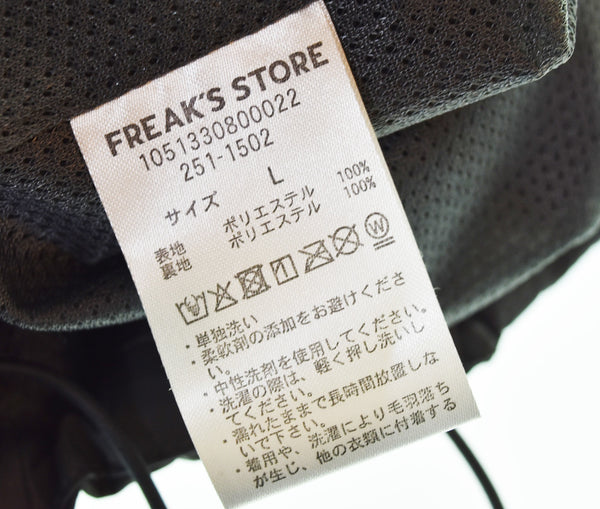 FREAK'S STORE
1051330800022
251-1502
サイズ L
表地 ポリエステル 100%
裏地 ポリエステル 100%
W
・単独洗い
・柔軟剤の添加をお避けくださ
い。
・中性洗剤を使用してください。
・洗濯の際は、軽く押し洗いし
てください。
・濡れたままで長時間放置しな
いで下さい。
・着用や、洗濯により毛羽落ち
が生じ、他の衣類に付着する